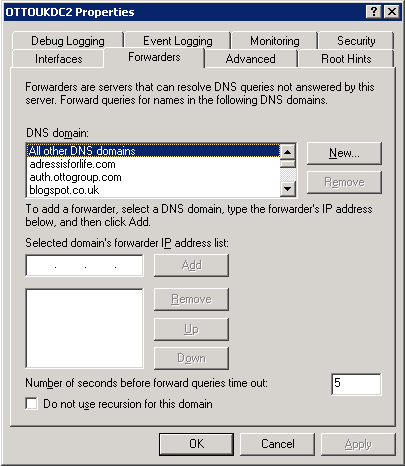 OTTOUKDC2 Properties
Debug Logging Event Logging Monitoring Security
Interfaces Forwarders Advanced Root Hints
Forwarders are servers that can resolve DNS queries not answered by this
server. Forward queries for names in the following DNS domains.
DNS domain:
All other DNS domains
adressisforlife.com
auth.ottogroup.com
blogspot.co.uk
New...
Remove
To add a forwarder, select a DNS domain, type the forwarder's IP address
below, and then click Add.
Selected domain's forwarder IP address list:
. . .
Add
Remove
Up
Down
Number of seconds before forward queries time out:
5
Do not use recursion for this domain
OK Cancel Apply